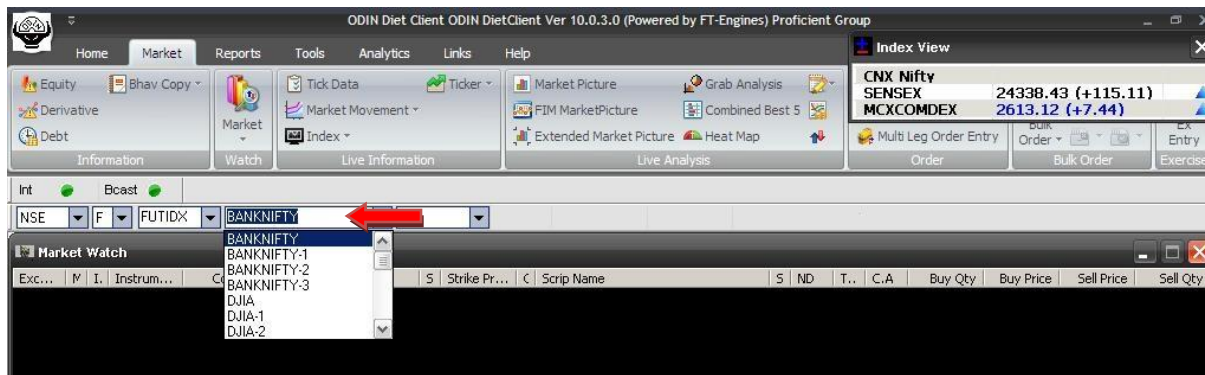 ODIN Diet Client ODIN DietClient Ver 10.0.3.0 (Powered by FT-Engines) Proficient Group
Home Market Reports Tools Analytics Links Help
Index View
CNX Nifty
SENSEX 24338.43 (+115.11)
MCXCOMDEX 2613.12 (+7.44)
Equity Bhav Copy
Derivative
Debt
Information
Market
Watch
Tick Data Ticker
Market Movement
Index
Live Information
Market Picture Grab Analysis
FIM MarketPicture Combined Best 5
Extended Market Picture Heat Map
Live Analysis
Multi Leg Order Entry
Order
Bulk
Order
Bulk Order
Ex
Entry
Exercise
Int Bcast
NSE F FUTIDX BANKNIFTY
BANKNIFTY
BANKNIFTY-1
BANKNIFTY-2
BANKNIFTY-3
DJIA
DJIA-1
DJIA-2
Market Watch
Exc... I. Instrum... S Strike Pr... Scrip Name S ND T.. C.A Buy Qty Buy Price Sell Price Sell Qty